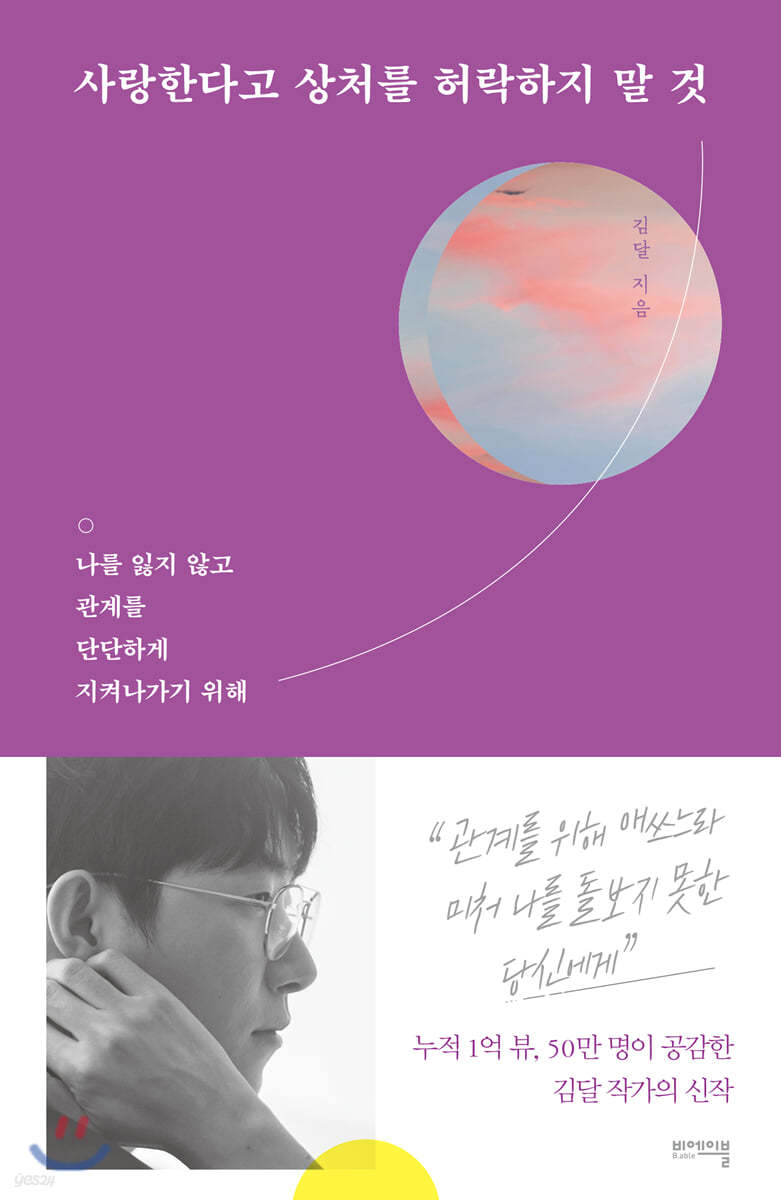 사랑한다고 상처를 허락하지 말 것
김달 지음
나를 잃지 않고
관계를
단단하게
지켜나가기 위해
“관계를 위해 애쓰느라
미처 나를 돌보지 못한
당신에게”
누적 1억 뷰, 50만 명이 공감한
김달 작가의 신작
비에이블
B.able
yes24